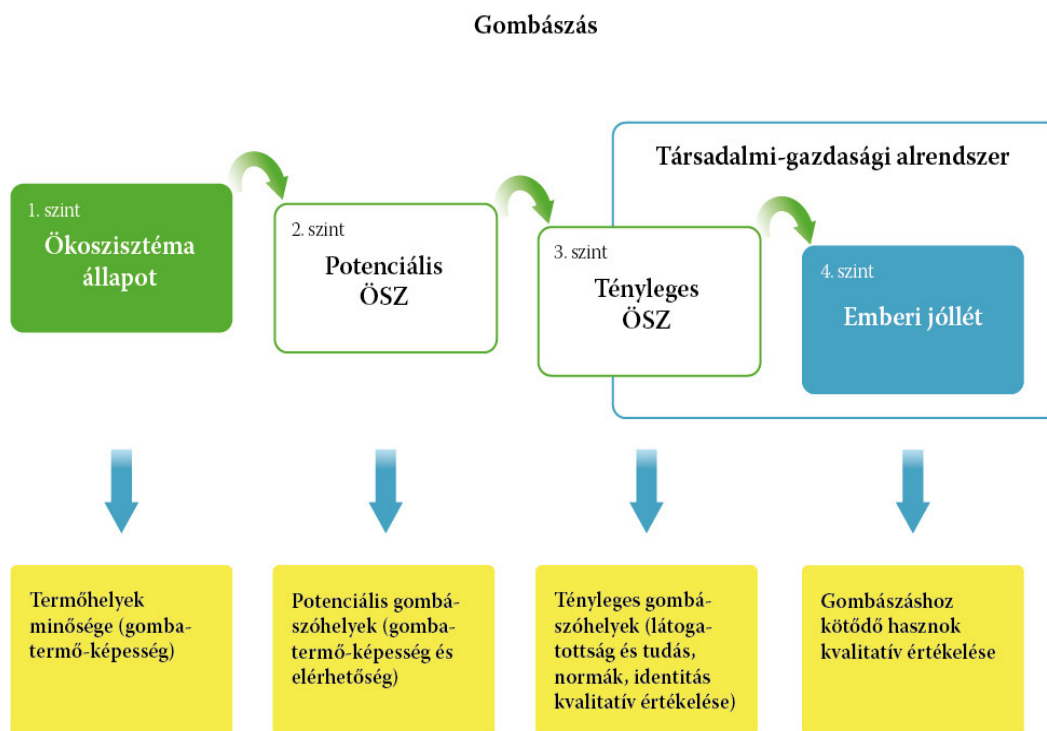 Gombászás
Társadalmi-gazdasági alrendszer
1. szint
Ökoszisztéma
állapot
2. szint
Potenciális
ÖSZ
3. szint
Tényleges
ÖSZ
4. szint
Emberi jóllét
Termőhelyek
minősége (gomba-
termő-képesség)
Potenciális gombá-
szóhelyek (gomba-
termő-képesség és
elérhetőség)
Tényleges gombá-
szóhelyek (látoga-
tottság és tudás,
normák, identitás
kvalitatív értékelése)
Gombászáshoz
kötődő hasznok
kvalitatív értékelése